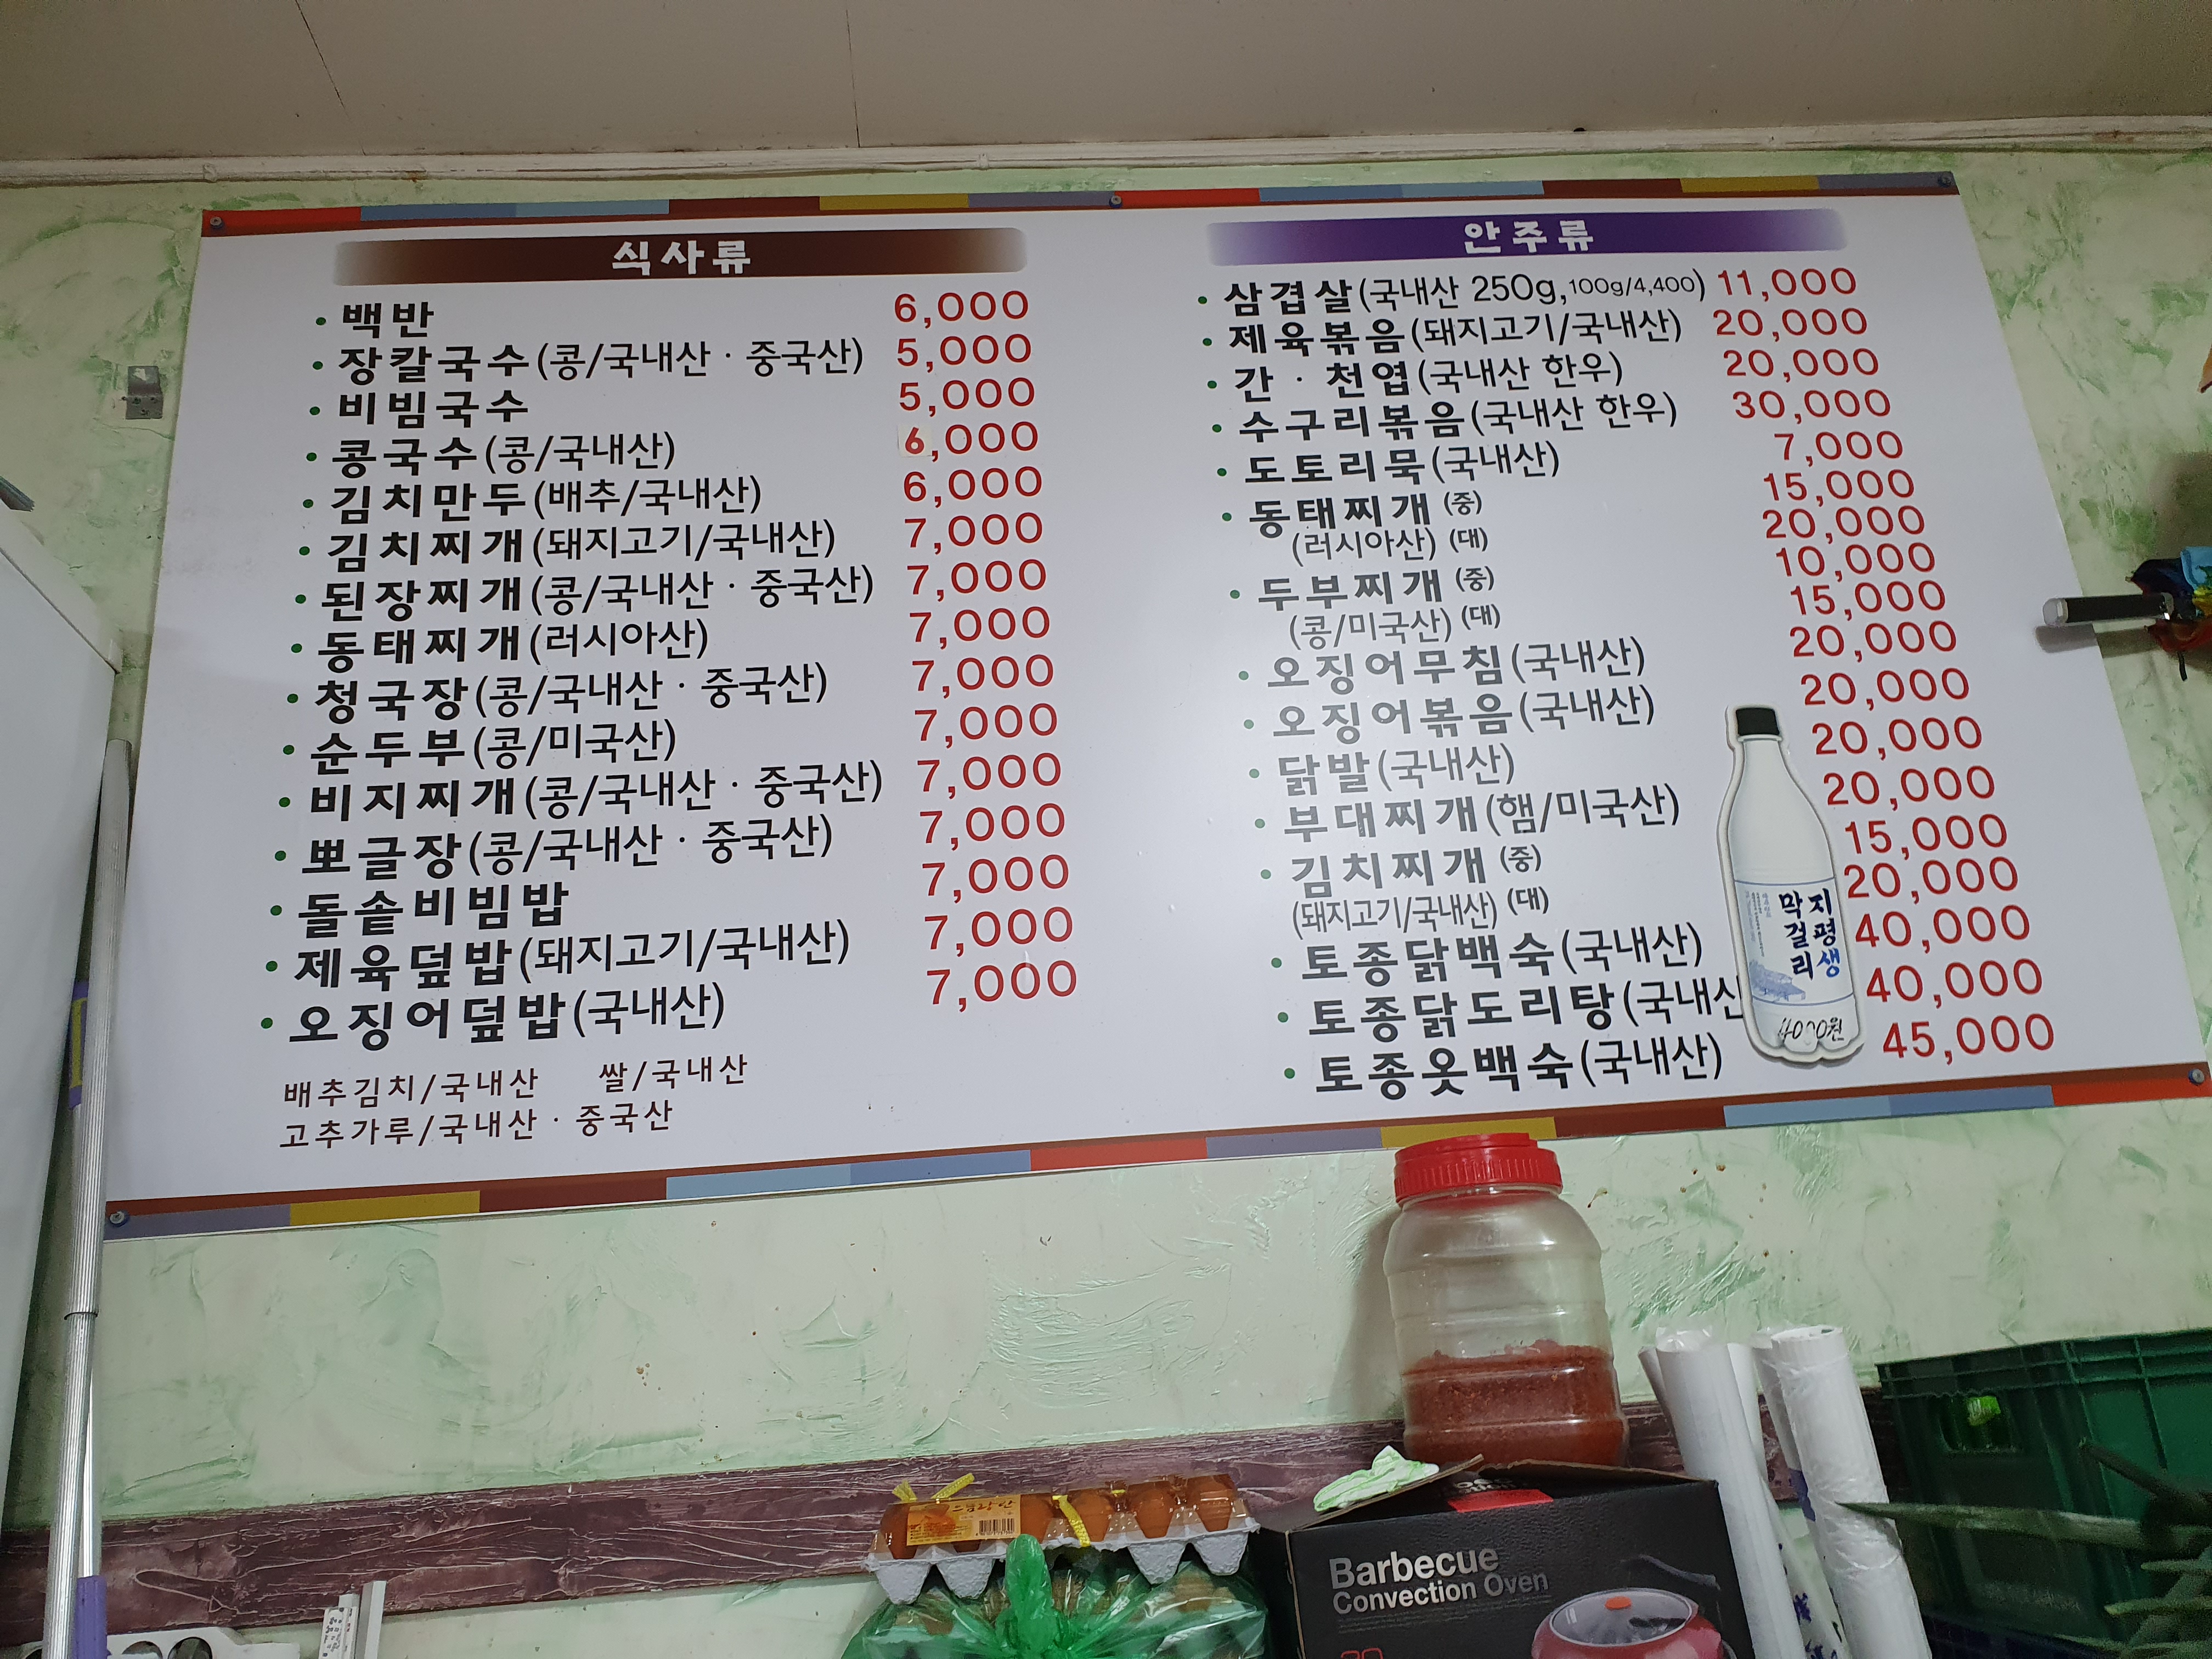 식사류
백반 6,000
장칼국수(콩/국내산 · 중국산) 5,000
비빔국수 5,000
콩국수(콩/국내산) 6,000
김치만두(배추/국내산) 6,000
김치찌개(돼지고기/국내산) 7,000
된장찌개(콩/국내산 · 중국산) 7,000
동태찌개(러시아산) 7,000
청국장(콩/국내산 · 중국산) 7,000
순두부(콩/미국산) 7,000
비지찌개(콩/국내산 · 중국산) 7,000
뽀글장(콩/국내산 · 중국산) 7,000
돌솥비빔밥 7,000
제육덮밥(돼지고기/국내산) 7,000
오징어덮밥(국내산) 7,000
배추김치/국내산 쌀/국내산
고추가루/국내산 · 중국산
안주류
삼겹살(국내산 250g,100g/4,400) 11,000
제육볶음(돼지고기/국내산) 20,000
간 · 천엽(국내산 한우) 20,000
수구리볶음(국내산 한우) 30,000
도토리묵(국내산) 7,000
동태찌개 (중) 15,000
(러시아산) (대) 20,000
두부찌개 (중) 10,000
(콩/미국산) (대) 15,000
오징어무침(국내산) 20,000
오징어볶음(국내산) 20,000
닭발(국내산) 20,000
부대찌개(햄/미국산) 20,000
김치찌개 (중) 15,000
(돼지고기/국내산) (대) 20,000
토종닭백숙(국내산) 40,000
토종닭도리탕(국내산 40,000
토종옷백숙(국내산) 45,000
지평생
막걸리
4000원
Barbecue
Convection Oven